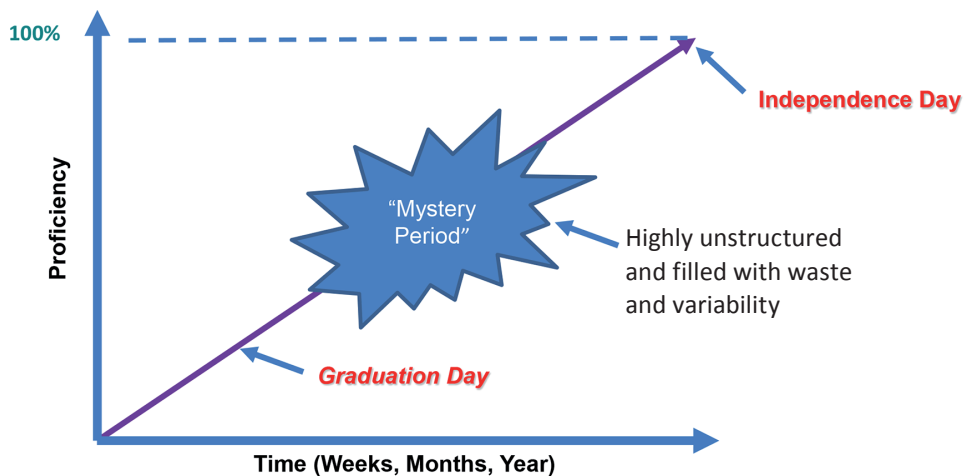 100%
Independence Day
Proficiency
“Mystery
Period”
Highly unstructured
and filled with waste
and variability
Graduation Day
Time (Weeks, Months, Year)